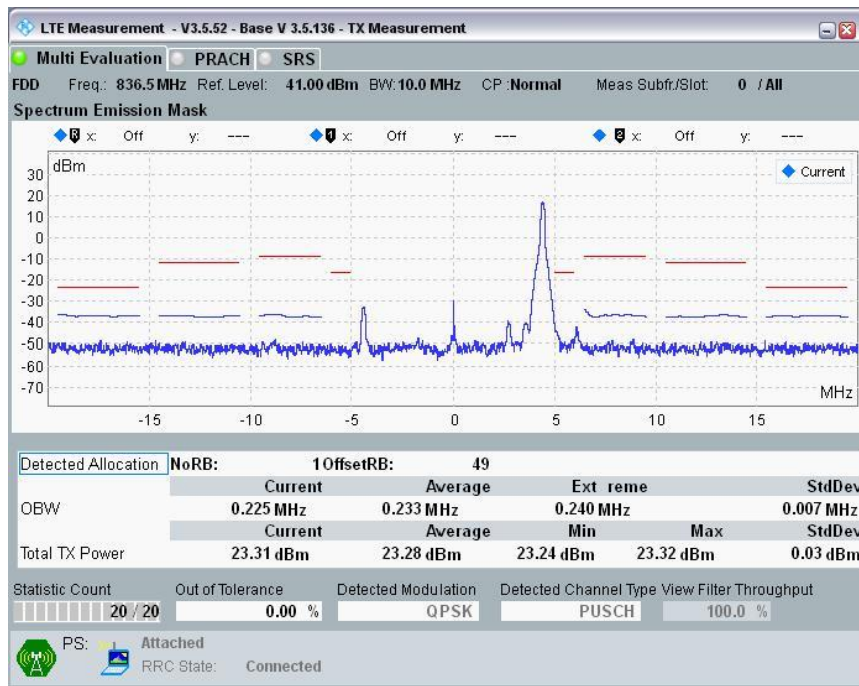 LTE Measurement - V3.5.52 - Base V 3.5.136 - TX Measurement
Multi Evaluation PRACH SRS
FDD Freq.: 836.5 MHz Ref. Level: 41.00 dBm BW: 10.0 MHz CP :Normal Meas Subfr./Slot: 0 / All
Spectrum Emission Mask
R x: Off y: --- 1 x: Off y: --- 2 x: Off y: ---
dBm
Current
30
20
10
0
-10
-20
-30
-40
-50
-60
-70
MHz
-15 -10 -5 0 5 10 15
Detected Allocation NoRB: 1 OffsetRB: 49
Current Average Ext reme StdDev
OBW 0.225 MHz 0.233 MHz 0.240 MHz 0.007 MHz
Current Average Min Max StdDev
Total TX Power 23.31 dBm 23.28 dBm 23.24 dBm 23.32 dBm 0.03 dBm
Statistic Count Out of Tolerance Detected Modulation Detected Channel Type View Filter Throughput
20 / 20 0.00 % QPSK PUSCH 100.0 %
PS: Attached
RRC State: Connected